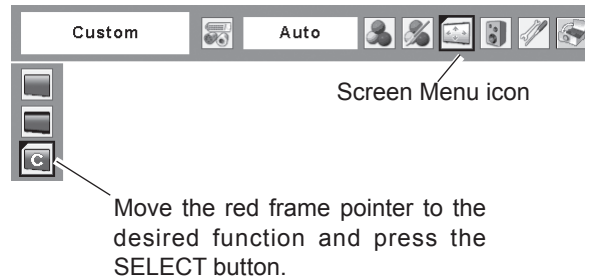 Custom
Auto
Screen Menu icon
C
Move the red frame pointer to the
desired function and press the
SELECT button.